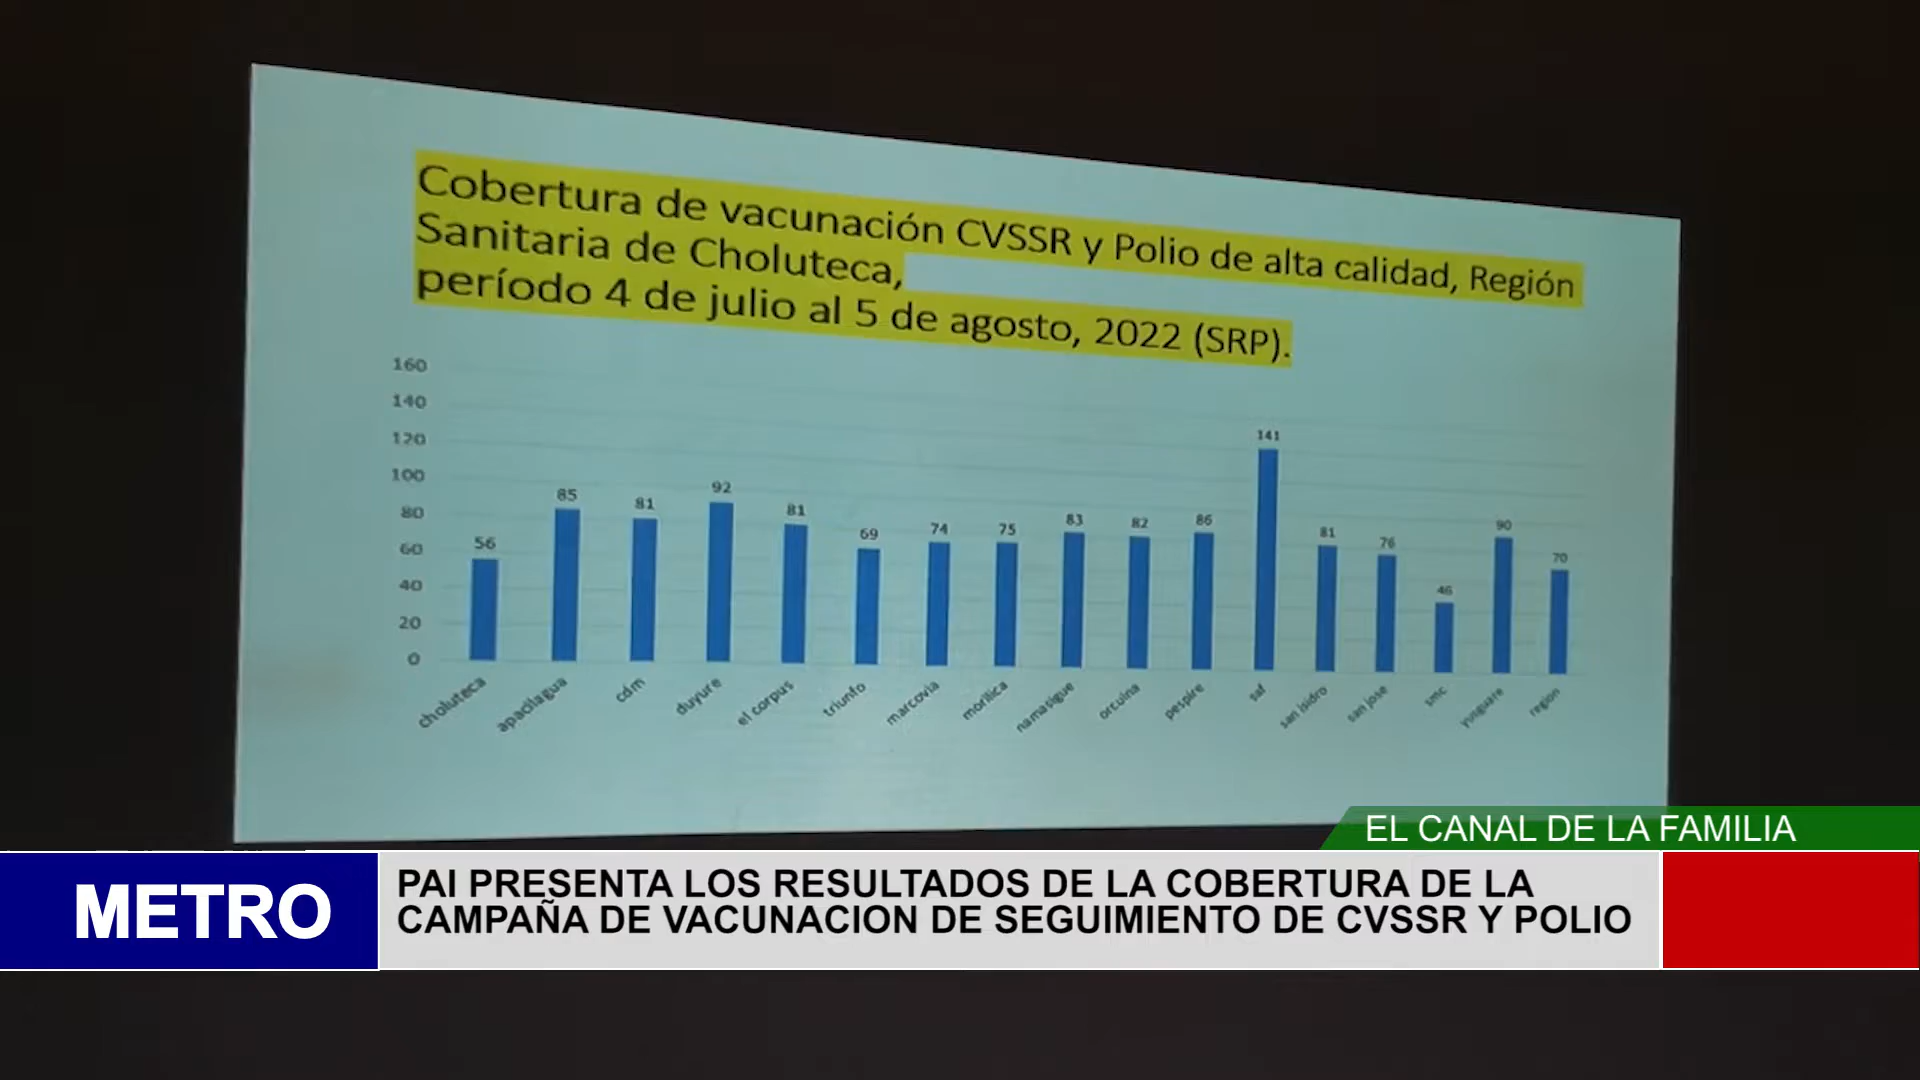 Cobertura de vacunación CVSSR y Polio de alta calidad, Región
Sanitaria de Choluteca,
período 4 de julio al 5 de agosto, 2022 (SRP).
160
140
120
100
80
60
40
20
0
56
85
81
92
81
69
74
75
83
82
86
141
81
76
46
90
70
choluteca
apacilagua
cdm
duyure
el corpus
triunfo
marcovia
morilica
namasigue
orcuina
pespire
saf
san isidro
san jose
smc
yusguare
region
EL CANAL DE LA FAMILIA
METRO
PAI PRESENTA LOS RESULTADOS DE LA COBERTURA DE LA
CAMPAÑA DE VACUNACION DE SEGUIMIENTO DE CVSSR Y POLIO